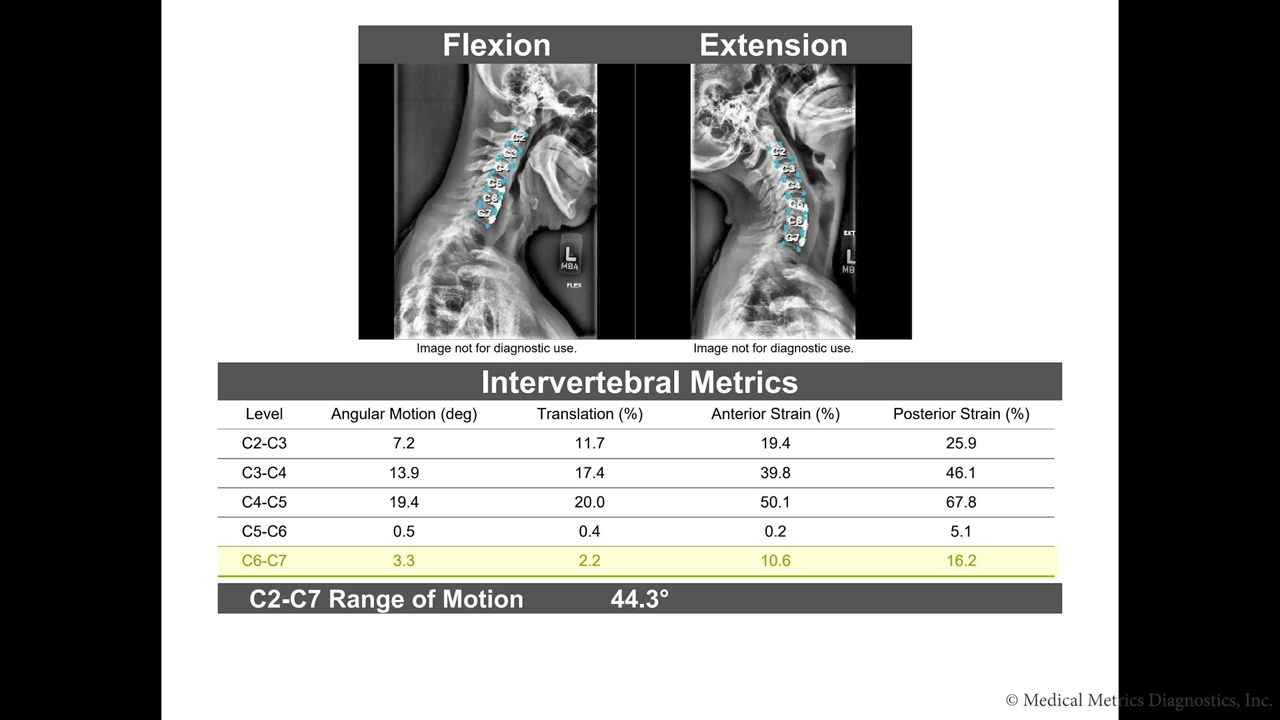 Flexion Extension
C2 C2
C3 C3
C4 C4
C5 C5
C6 C6
C7 C7
EXT
L L
MBA MB
FLEX
Image not for diagnostic use. Image not for diagnostic use.
Intervertebral Metrics
Level Angular Motion (deg) Translation (%) Anterior Strain (%) Posterior Strain (%)
C2-C3 7.2 11.7 19.4 25.9
C3-C4 13.9 17.4 39.8 46.1
C4-C5 19.4 20.0 50.1 67.8
C5-C6 0.5 0.4 0.2 5.1
C6-C7 3.3 2.2 10.6 16.2
C2-C7 Range of Motion 44.3°
© Medical Metrics Diagnostics, Inc.